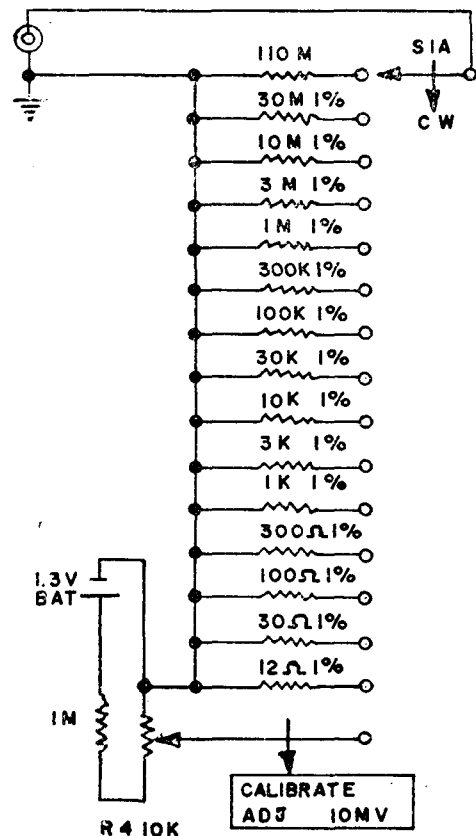 110 M
S1A
CW
30M 1%
10M 1%
3 M 1%
1M 1%
300K 1%
100K 1%
30K 1%
10K 1%
3K 1%
1K 1%
300Ω 1%
100Ω 1%
30Ω 1%
12Ω 1%
1.3V
BAT
1M
R4 10K
CALIBRATE
ADJ 10MV